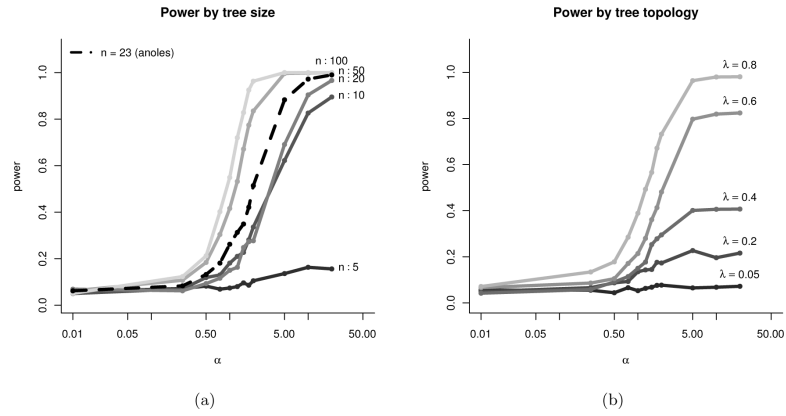 Power by tree size
n = 23 (anoles)
n : 100
n : 50
n : 20
n : 10
n : 5
power
0.0
0.2
0.4
0.6
0.8
1.0
0.01
0.05
0.50
5.00
50.00
α
(a)
Power by tree topology
λ = 0.8
λ = 0.6
λ = 0.4
λ = 0.2
λ = 0.05
power
0.0
0.2
0.4
0.6
0.8
1.0
0.01
0.05
0.50
5.00
50.00
α
(b)